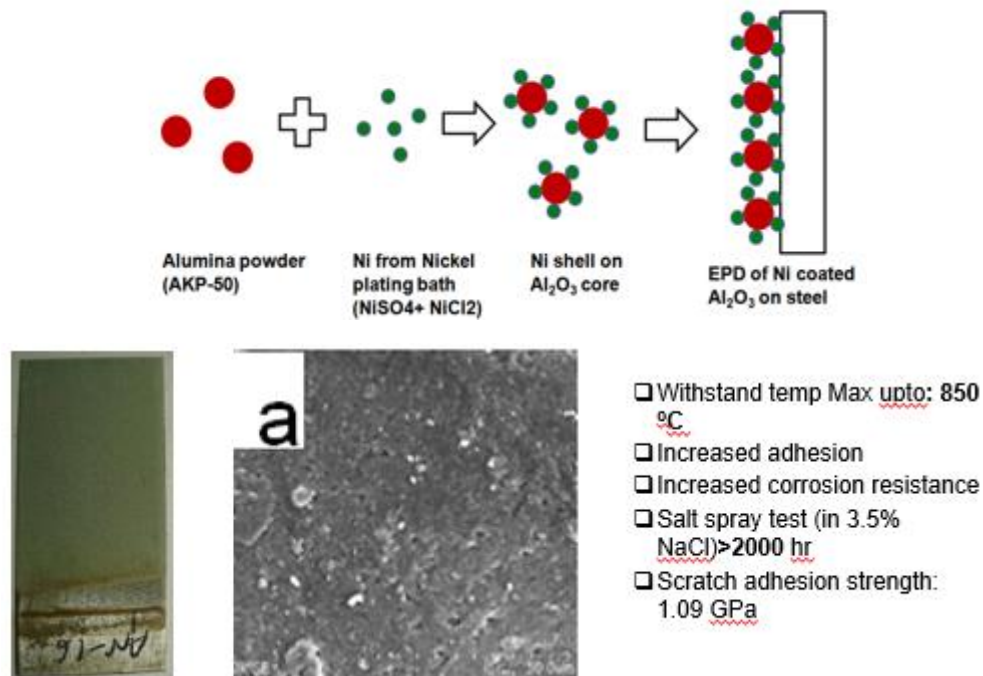 Alumina powder
(AKP-50)
Ni from Nickel
plating bath
(NiSO4+ NiCl2)
Ni shell on
Al₂O₃ core
EPD of Ni coated
Al₂O₃ on steel
AN-16
a
❑ Withstand temp Max upto: 850
ºC
❑ Increased adhesion
❑ Increased corrosion resistance
❑ Salt spray test (in 3.5%
NaCl)>2000 hr
❑ Scratch adhesion strength:
1.09 GPa